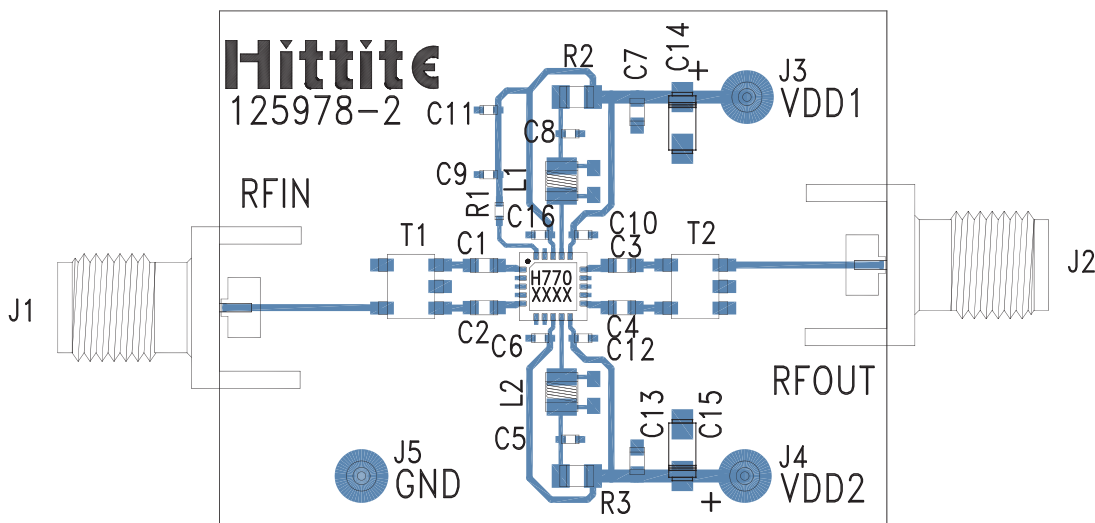 Hittite
125978-2
R2
C7
C14
+
J3
VDD1
C11
C8
C9
L1
R1
RFIN
C16
C10
T1
C1
C3
T2
H770
XXXX
J1
J2
C2
C6
C4
C12
L2
RFOUT
C5
C13
C15
J5
GND
R3
+
J4
VDD2